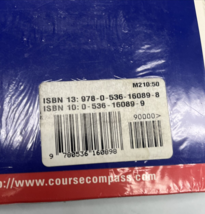 M210:50
ISBN 13: 978-0-536-16089-8
ISBN 10: 0-536-16089-9
90000>
9 780536 160898
http://www.coursecompass.com